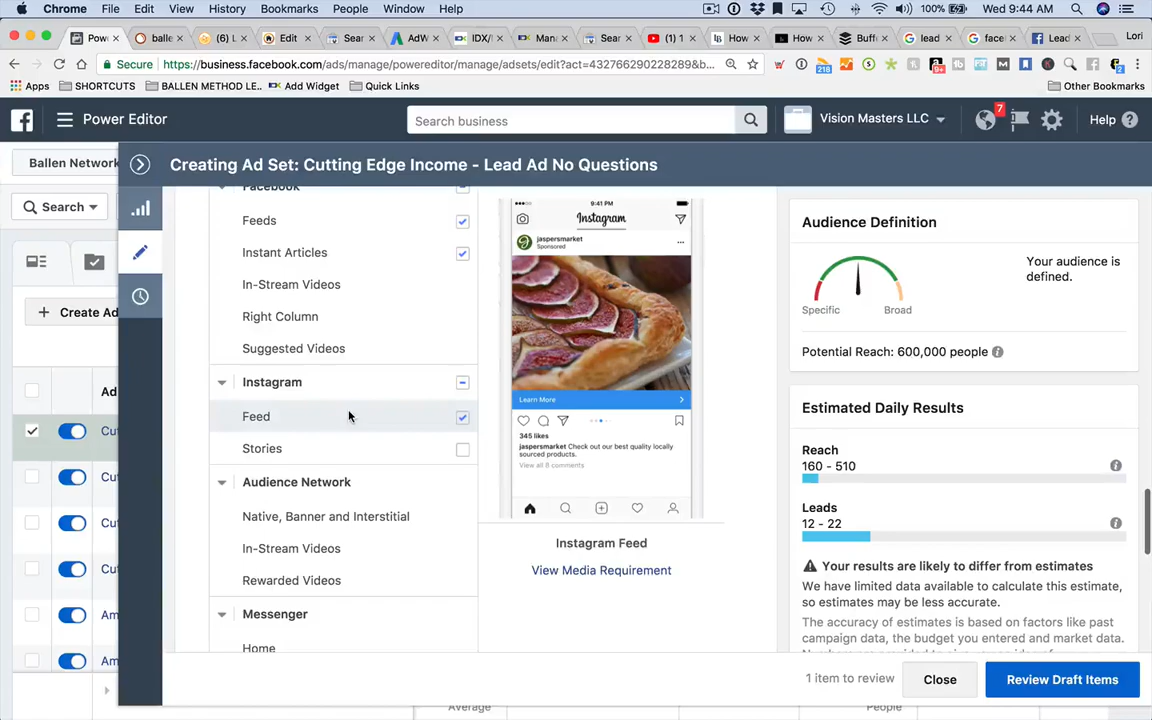 Chrome File Edit View History Bookmarks People Window Help 100% Wed 9:44 AM
Pow balle (6) L Edit Sear AdW IDX/ Man Sear (1) 1 How How Buff lead face Lead Lori
Secure https://business.facebook.com/ads/manage/powereditor/manage/adsets/edit?act=432766290228289&b...
Apps SHORTCUTS BALLEN METHOD LE.. Add Widget Quick Links Other Bookmarks
Power Editor
Search business
Vision Masters LLC
7
Help
Ballen Network
Creating Ad Set: Cutting Edge Income - Lead Ad No Questions
Search
Create Ad
Ad
Cu
Cu
Cu
Cu
Am
Am
Facebook
Feeds
Instant Articles
In-Stream Videos
Right Column
Suggested Videos
Instagram
Feed
Stories
Audience Network
Native, Banner and Interstitial
In-Stream Videos
Rewarded Videos
Messenger
Home
9:41 PM
Instagram
jaspersmarket
Sponsored
Learn More
345 likes
jaspersmarket Check out our best quality locally
sourced products.
View all 8 comments
Instagram Feed
View Media Requirement
Audience Definition
Specific Broad
Your audience is
defined.
Potential Reach: 600,000 people
Estimated Daily Results
Reach
160 - 510
Leads
12 - 22
Your results are likely to differ from estimates
We have limited data available to calculate this estimate,
so estimates may be less accurate.
The accuracy of estimates is based on factors like past
campaign data, the budget you entered and market data.
1 item to review Close Review Draft Items
Average People